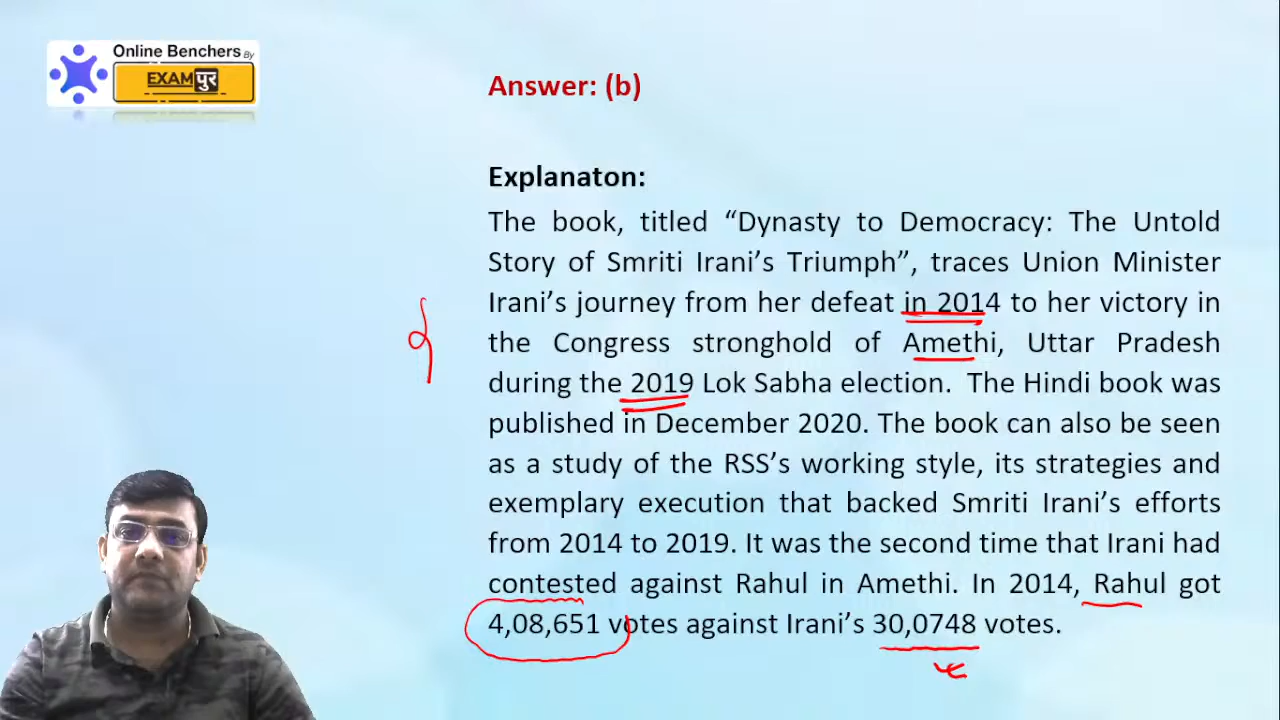 Online Benchers By
EXAMपुर
Answer: (b)
Explanaton:
The book, titled “Dynasty to Democracy: The Untold
Story of Smriti Irani’s Triumph”, traces Union Minister
Irani’s journey from her defeat in 2014 to her victory in
the Congress stronghold of Amethi, Uttar Pradesh
during the 2019 Lok Sabha election. The Hindi book was
published in December 2020. The book can also be seen
as a study of the RSS’s working style, its strategies and
exemplary execution that backed Smriti Irani’s efforts
from 2014 to 2019. It was the second time that Irani had
contested against Rahul in Amethi. In 2014, Rahul got
4,08,651 votes against Irani’s 30,0748 votes.